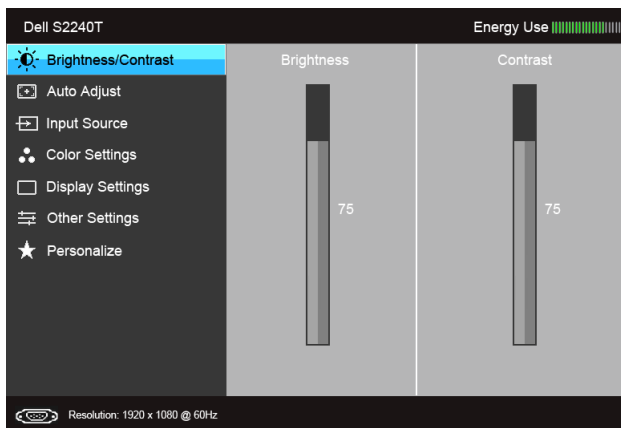 Dell S2240T
Energy Use
Brightness/Contrast
Auto Adjust
Input Source
Color Settings
Display Settings
Other Settings
Personalize
Brightness
75
Contrast
75
Resolution: 1920 x 1080 @ 60Hz